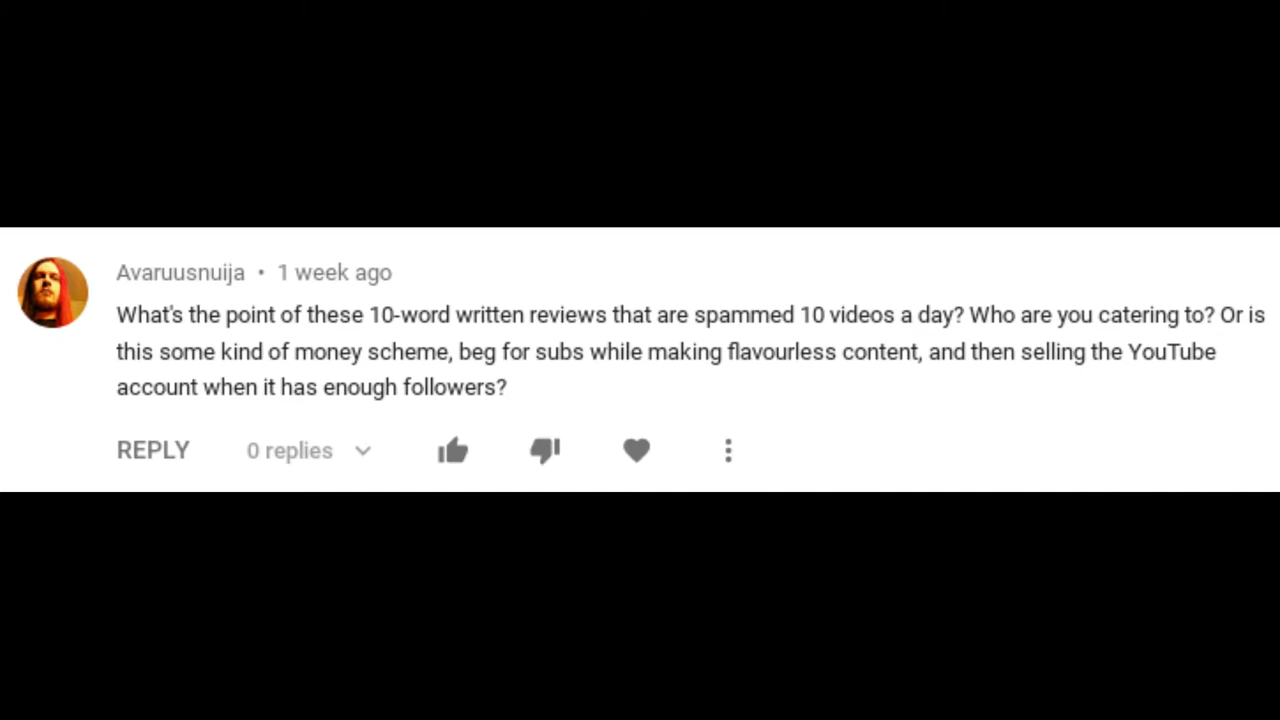 Avaruusnuija • 1 week ago
What's the point of these 10-word written reviews that are spammed 10 videos a day? Who are you catering to? Or is
this some kind of money scheme, beg for subs while making flavourless content, and then selling the YouTube
account when it has enough followers?
REPLY 0 replies